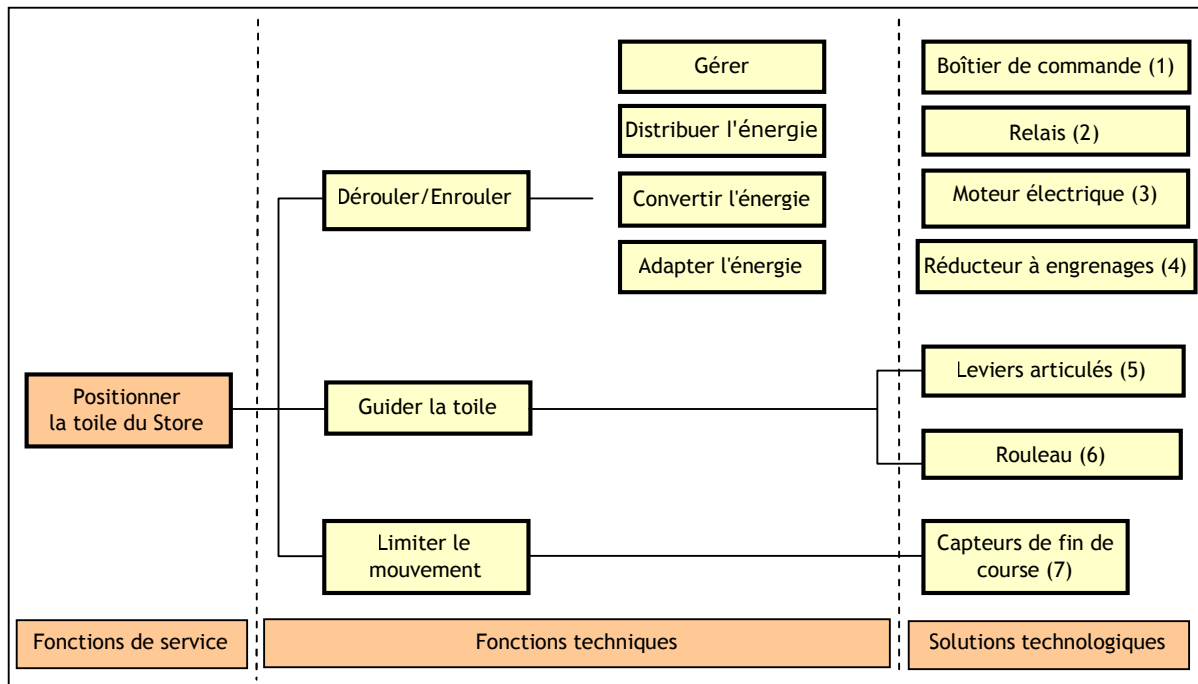 Gérer
Boîtier de commande (1)
Distribuer l'énergie
Relais (2)
Dérouler/Enrouler
Convertir l'énergie
Moteur électrique (3)
Adapter l'énergie
Réducteur à engrenages (4)
Positionner
la toile du Store
Guider la toile
Leviers articulés (5)
Rouleau (6)
Limiter le
mouvement
Capteurs de fin de
course (7)
Fonctions de service
Fonctions techniques
Solutions technologiques